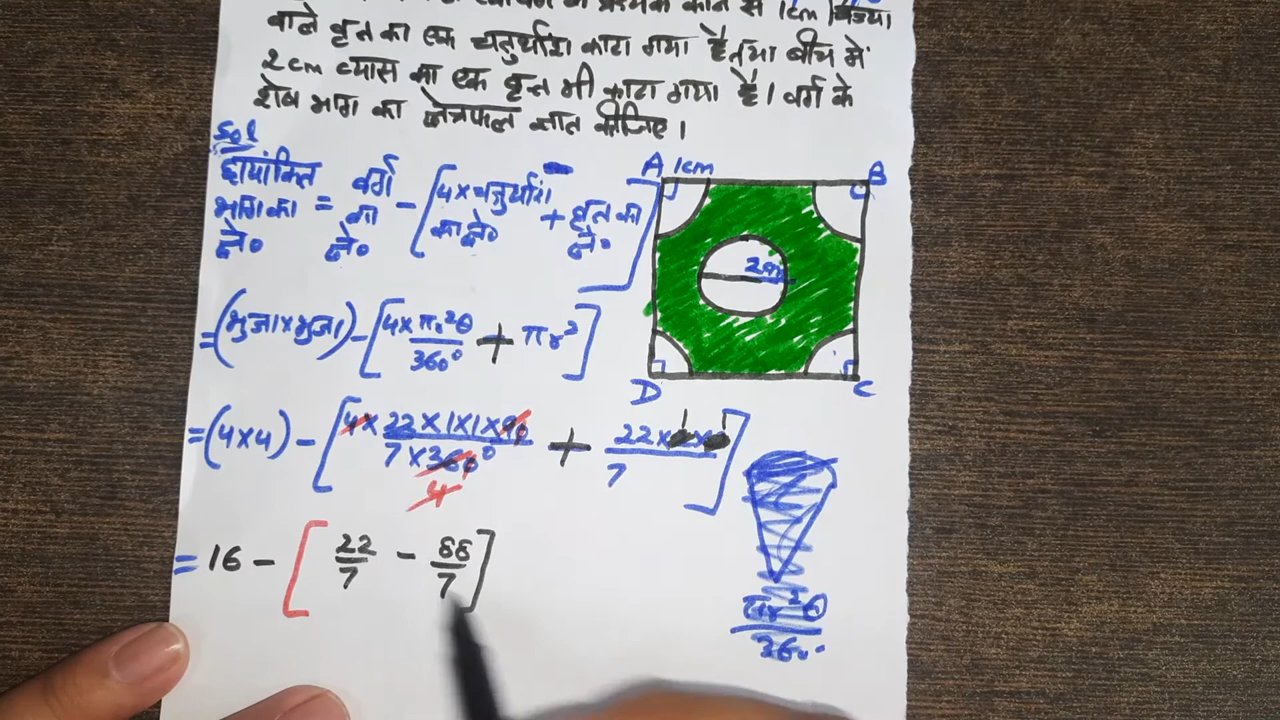 प्रत्येक कोने से 1cm त्रिज्या
वाले वृत का एक चतुर्थांश काटा गया है तथा बीच में
2cm व्यास का एक वृत्त भी काटा गया है। वर्ग के
शेष भाग का क्षेत्रफल ज्ञात कीजिए।
Sol
छायांकित भाग का क्षे० = वर्ग का क्षे० - [4×चतुर्थांश का क्षे० + वृत का क्षे०]
=(भुजा×भुजा) - [4×πr²θ/360° + πr²]
=(4×4) - [4×22×1×1×90/7×360° + 22×1×1/7]
4
=16 - [22/7 - 88/7]
A 1cm B
2cm
D C
πr²θ/360°